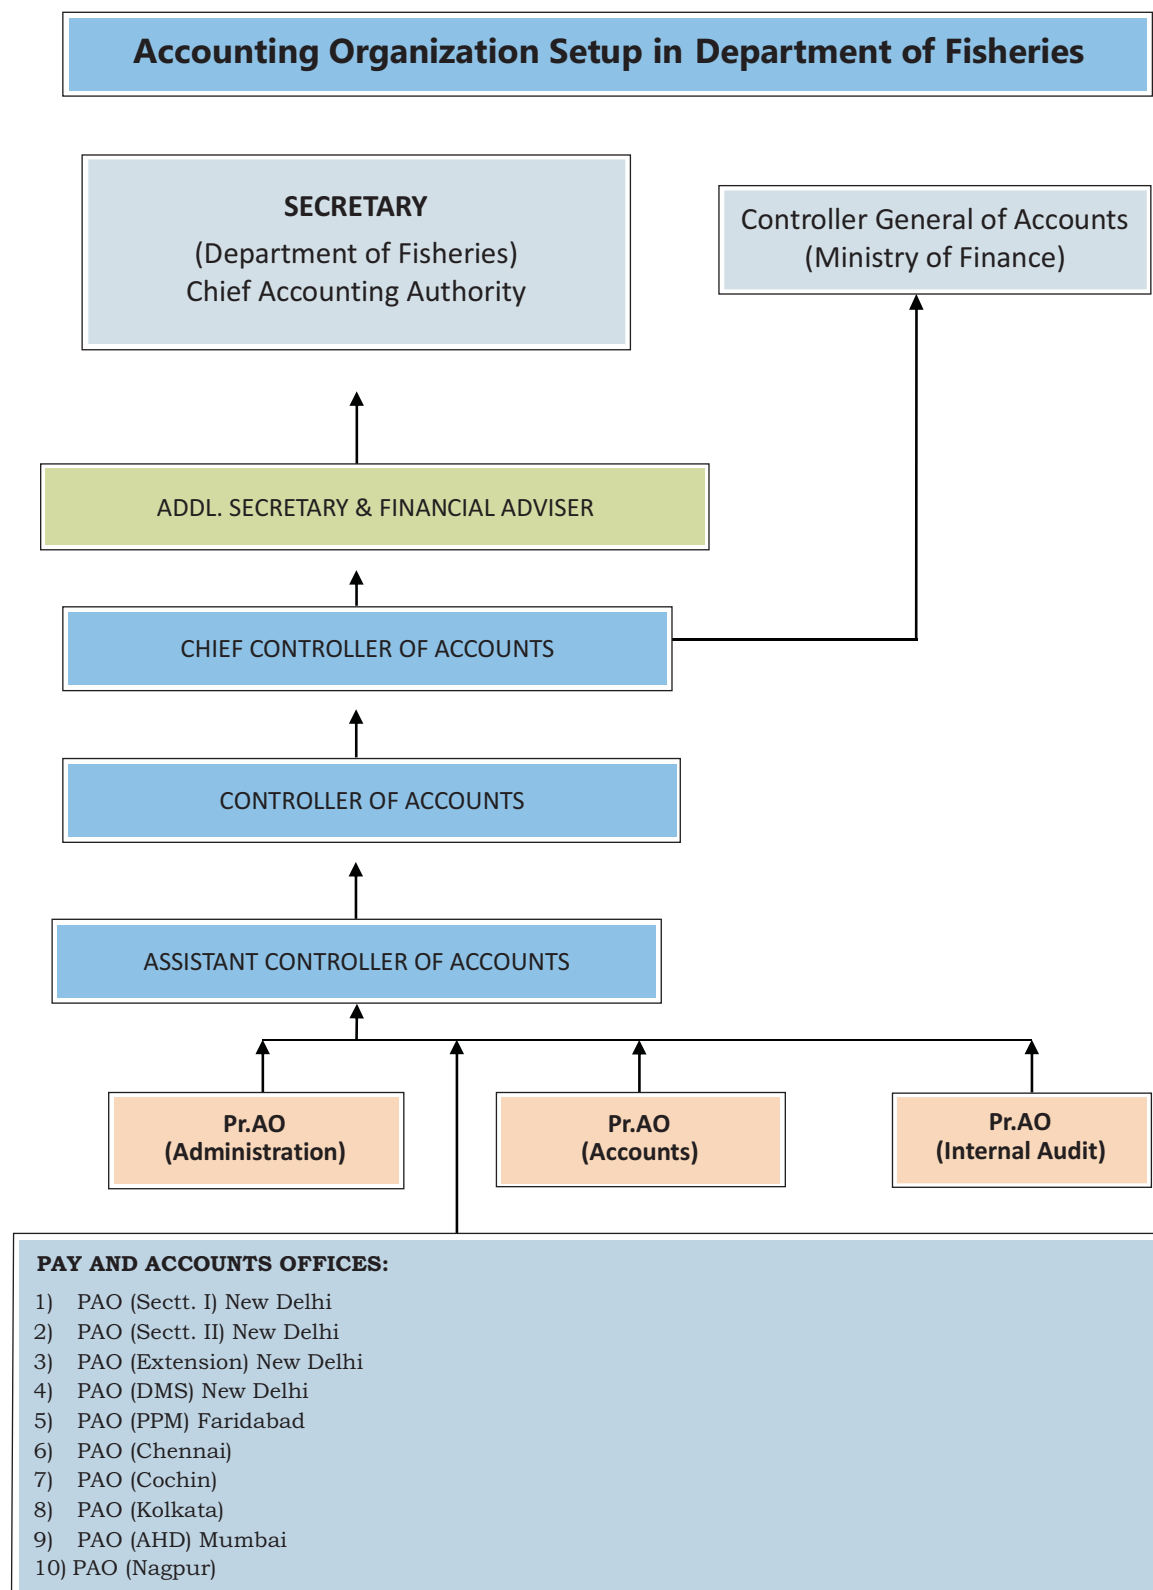 Accounting Organization Setup in Department of Fisheries
SECRETARY
(Department of Fisheries)
Chief Accounting Authority
Controller General of Accounts
(Ministry of Finance)
ADDL. SECRETARY & FINANCIAL ADVISER
CHIEF CONTROLLER OF ACCOUNTS
CONTROLLER OF ACCOUNTS
ASSISTANT CONTROLLER OF ACCOUNTS
Pr.AO
(Administration)
Pr.AO
(Accounts)
Pr.AO
(Internal Audit)
PAY AND ACCOUNTS OFFICES:
1) PAO (Sectt. I) New Delhi
2) PAO (Sectt. II) New Delhi
3) PAO (Extension) New Delhi
4) PAO (DMS) New Delhi
5) PAO (PPM) Faridabad
6) PAO (Chennai)
7) PAO (Cochin)
8) PAO (Kolkata)
9) PAO (AHD) Mumbai
10) PAO (Nagpur)